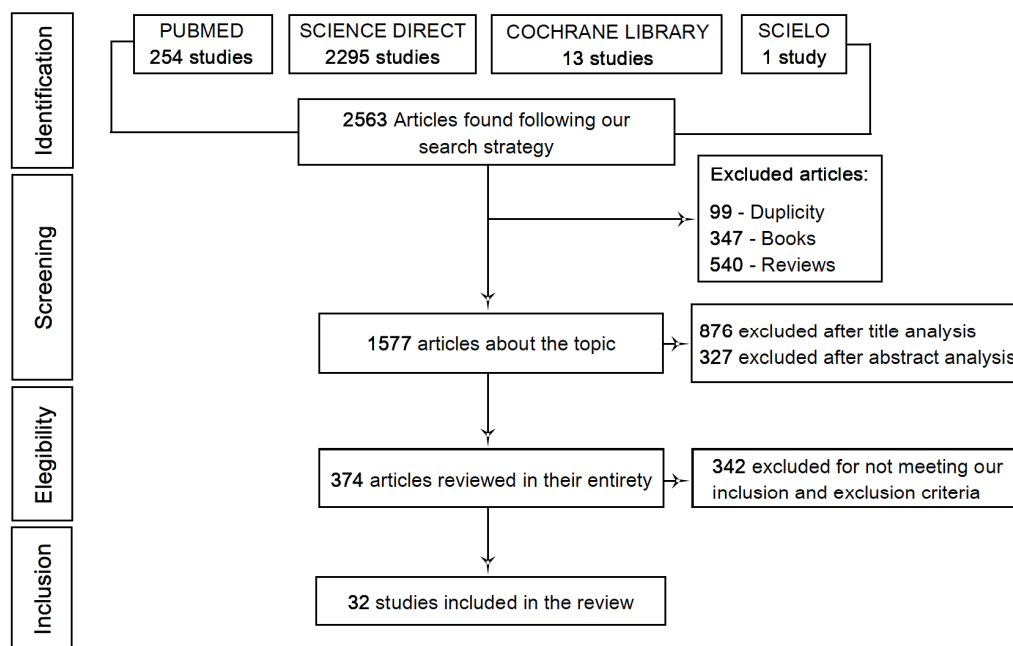 Identification
PUBMED
254 studies
SCIENCE DIRECT
2295 studies
COCHRANE LIBRARY
13 studies
SCIELO
1 study
2563 Articles found following our
search strategy
Screening
Excluded articles:
99 - Duplicity
347 - Books
540 - Reviews
1577 articles about the topic
876 excluded after title analysis
327 excluded after abstract analysis
Elegibility
374 articles reviewed in their entirety
342 excluded for not meeting our
inclusion and exclusion criteria
Inclusion
32 studies included in the review